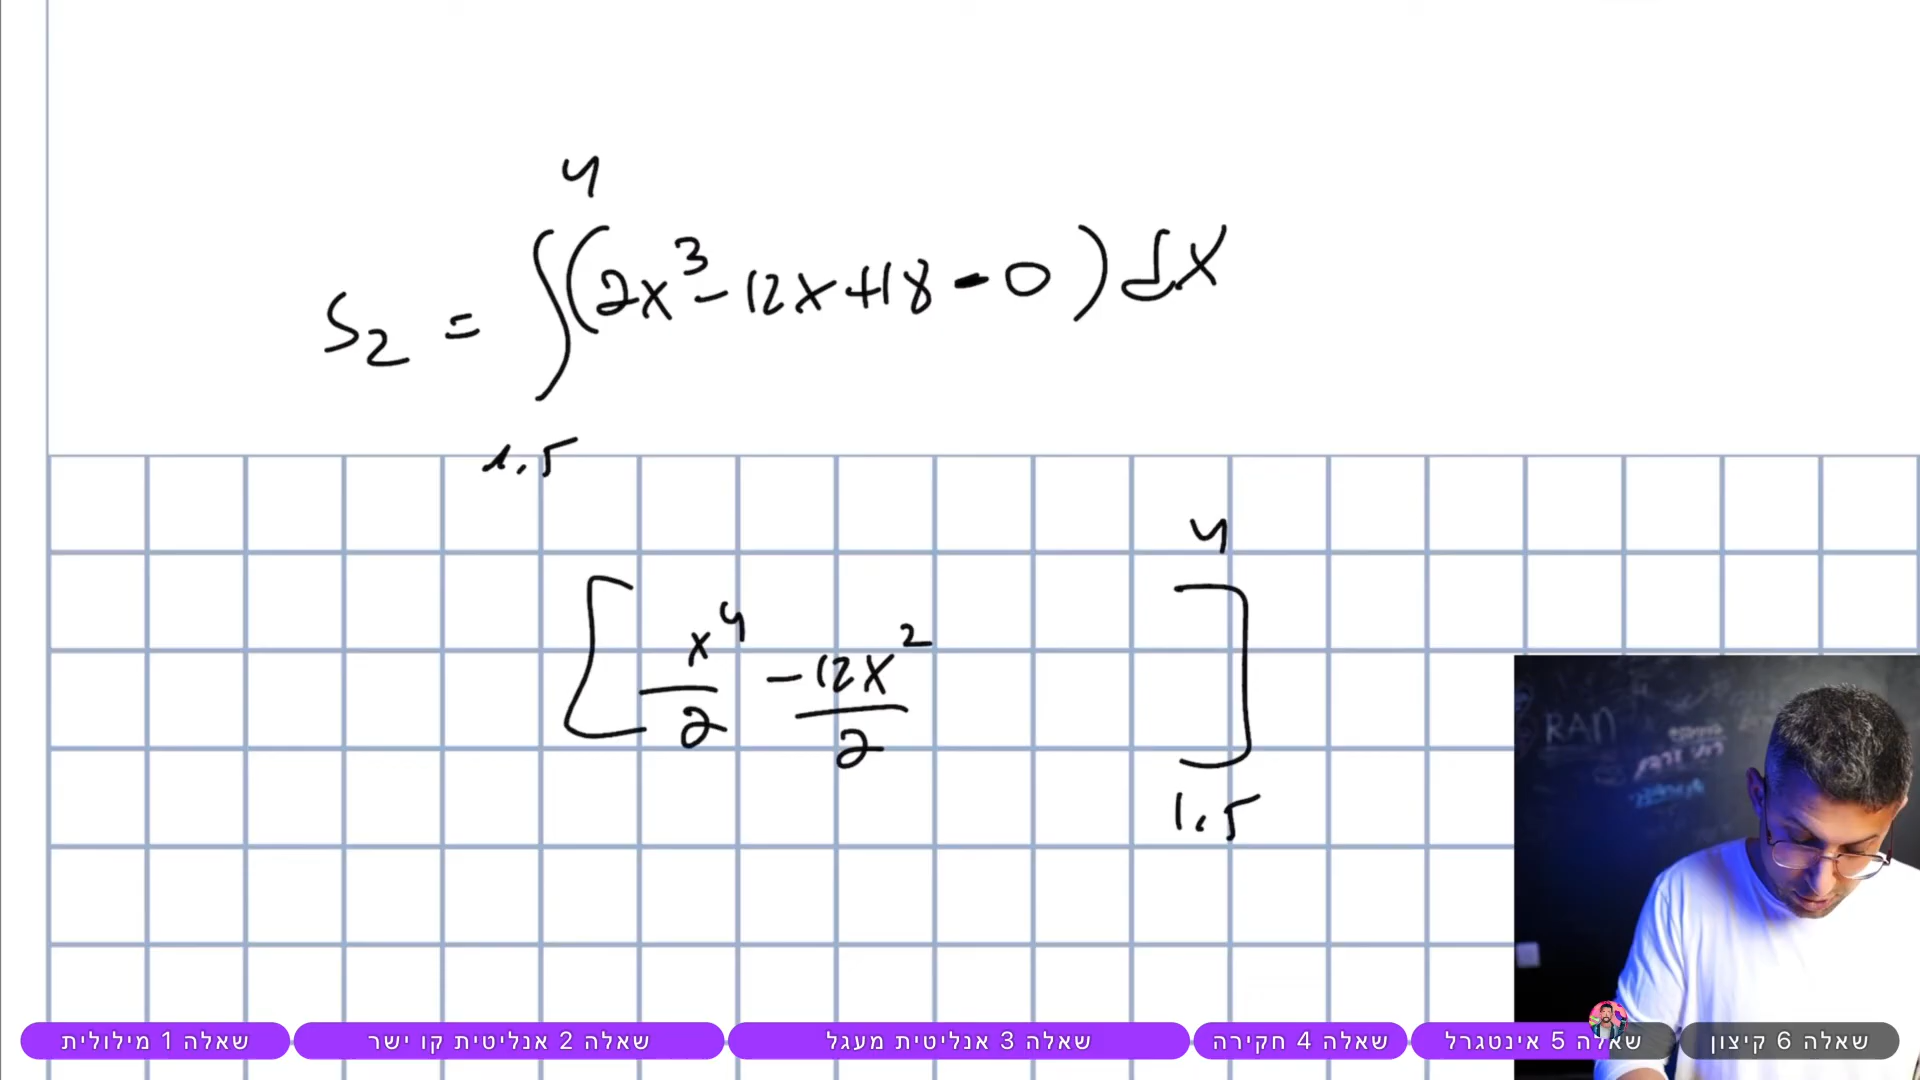 4
S₂ = ∫(2x³-12x+18-0)dx
1.5
4
[x⁴/2 -12x²/2]
1.5
RAN
שאלה 1 מילולית
שאלה 2 אנליטית קו ישר
שאלה 3 אנליטית מעגל
שאלה 4 חקירה
שאלה 5 אינטגרל
שאלה 6 קיצון